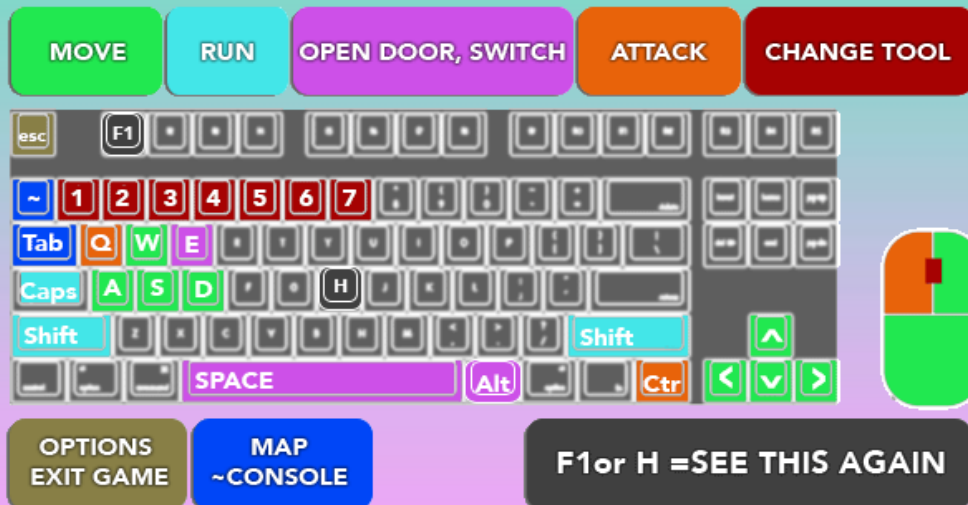 MOVE
RUN
OPEN DOOR, SWITCH
ATTACK
CHANGE TOOL
esc F1
~ 1 2 3 4 5 6 7
Tab Q W E R T Y U I O P
Caps A S D H J K L
Shift Z X C Shift ^
SPACE Alt Ctr < v >
OPTIONS
EXIT GAME
MAP
~CONSOLE
F1or H =SEE THIS AGAIN